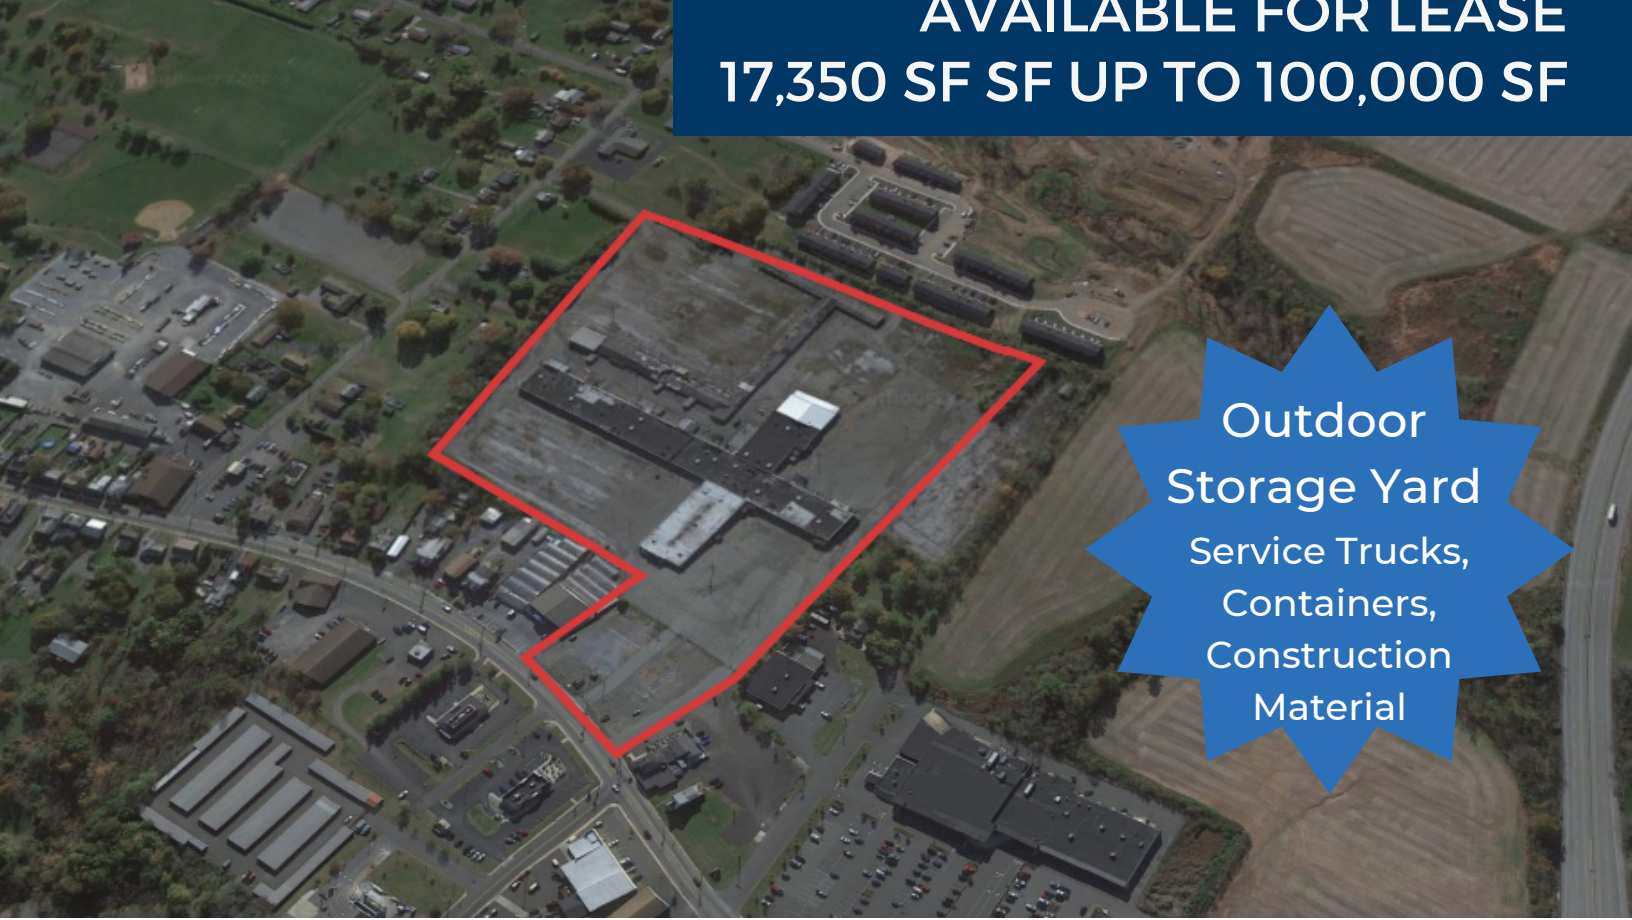 AVAILABLE FOR LEASE
17,350 SF SF UP TO 100,000 SF
Outdoor
Storage Yard
Service Trucks,
Containers,
Construction
Material